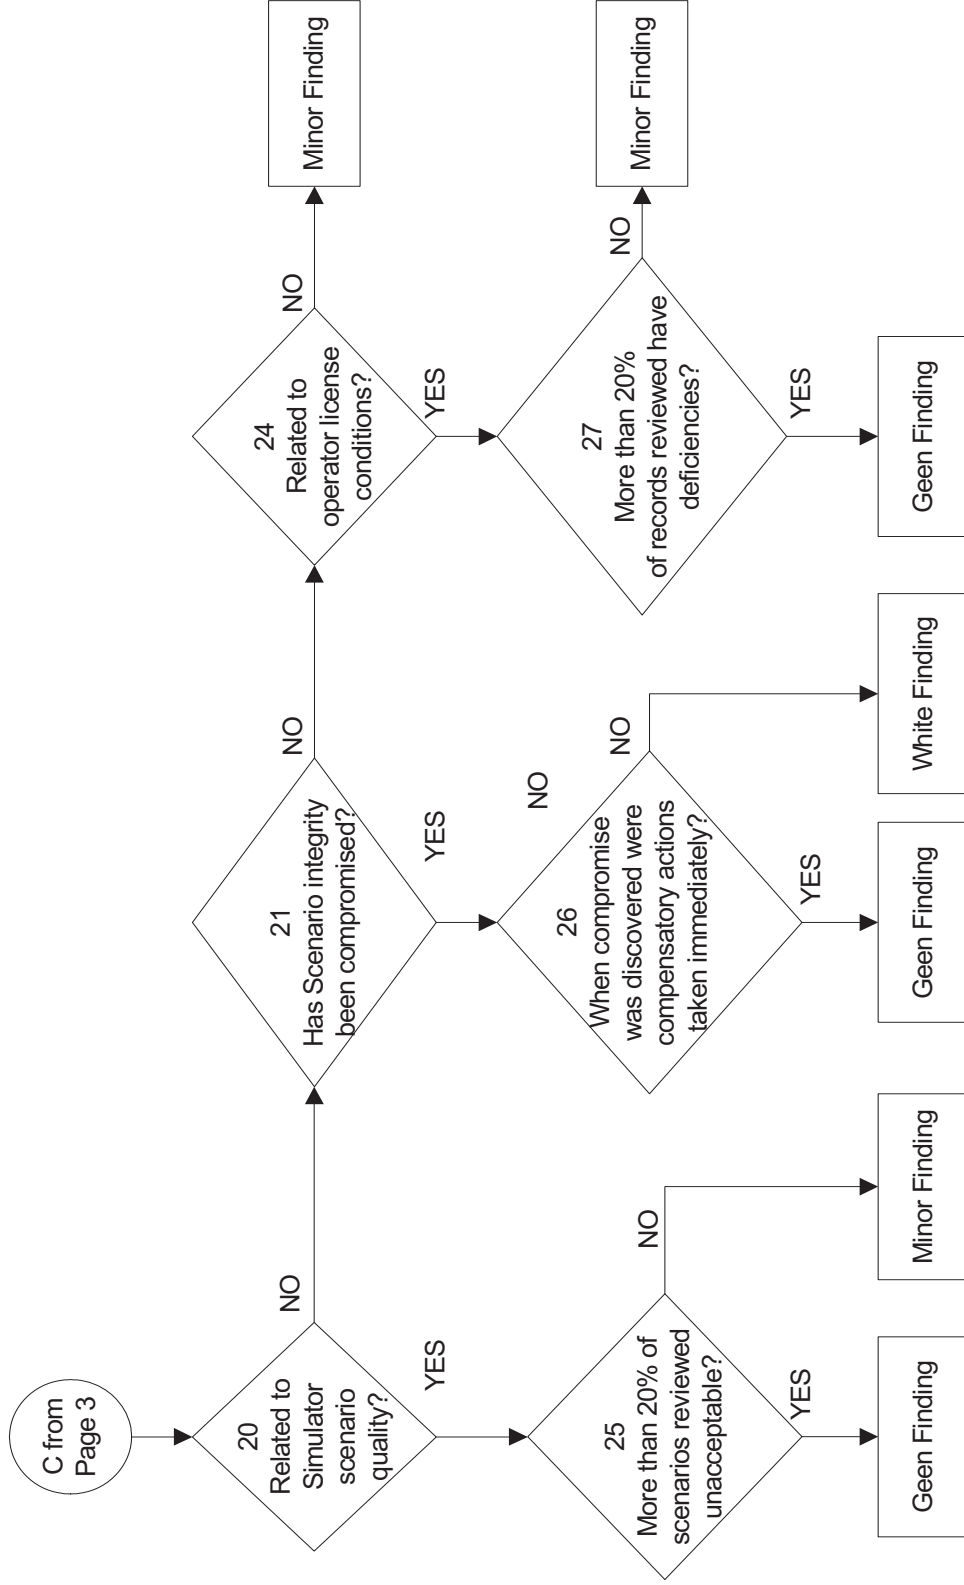 C from
Page 3
20
Related to
Simulator
scenario
quality?
NO
YES
21
Has Scenario integrity
been compromised?
NO
YES
24
Related to
operator license
conditions?
NO
YES
Minor Finding
25
More than 20% of
scenarios reviewed
unacceptable?
NO
YES
26
When compromise
was discovered were
compensatory actions
taken immediately?
NO
NO
YES
27
More than 20%
of records reviewed have
deficiencies?
NO
YES
Minor Finding
Geen Finding
Minor Finding
Geen Finding
White Finding
Geen Finding